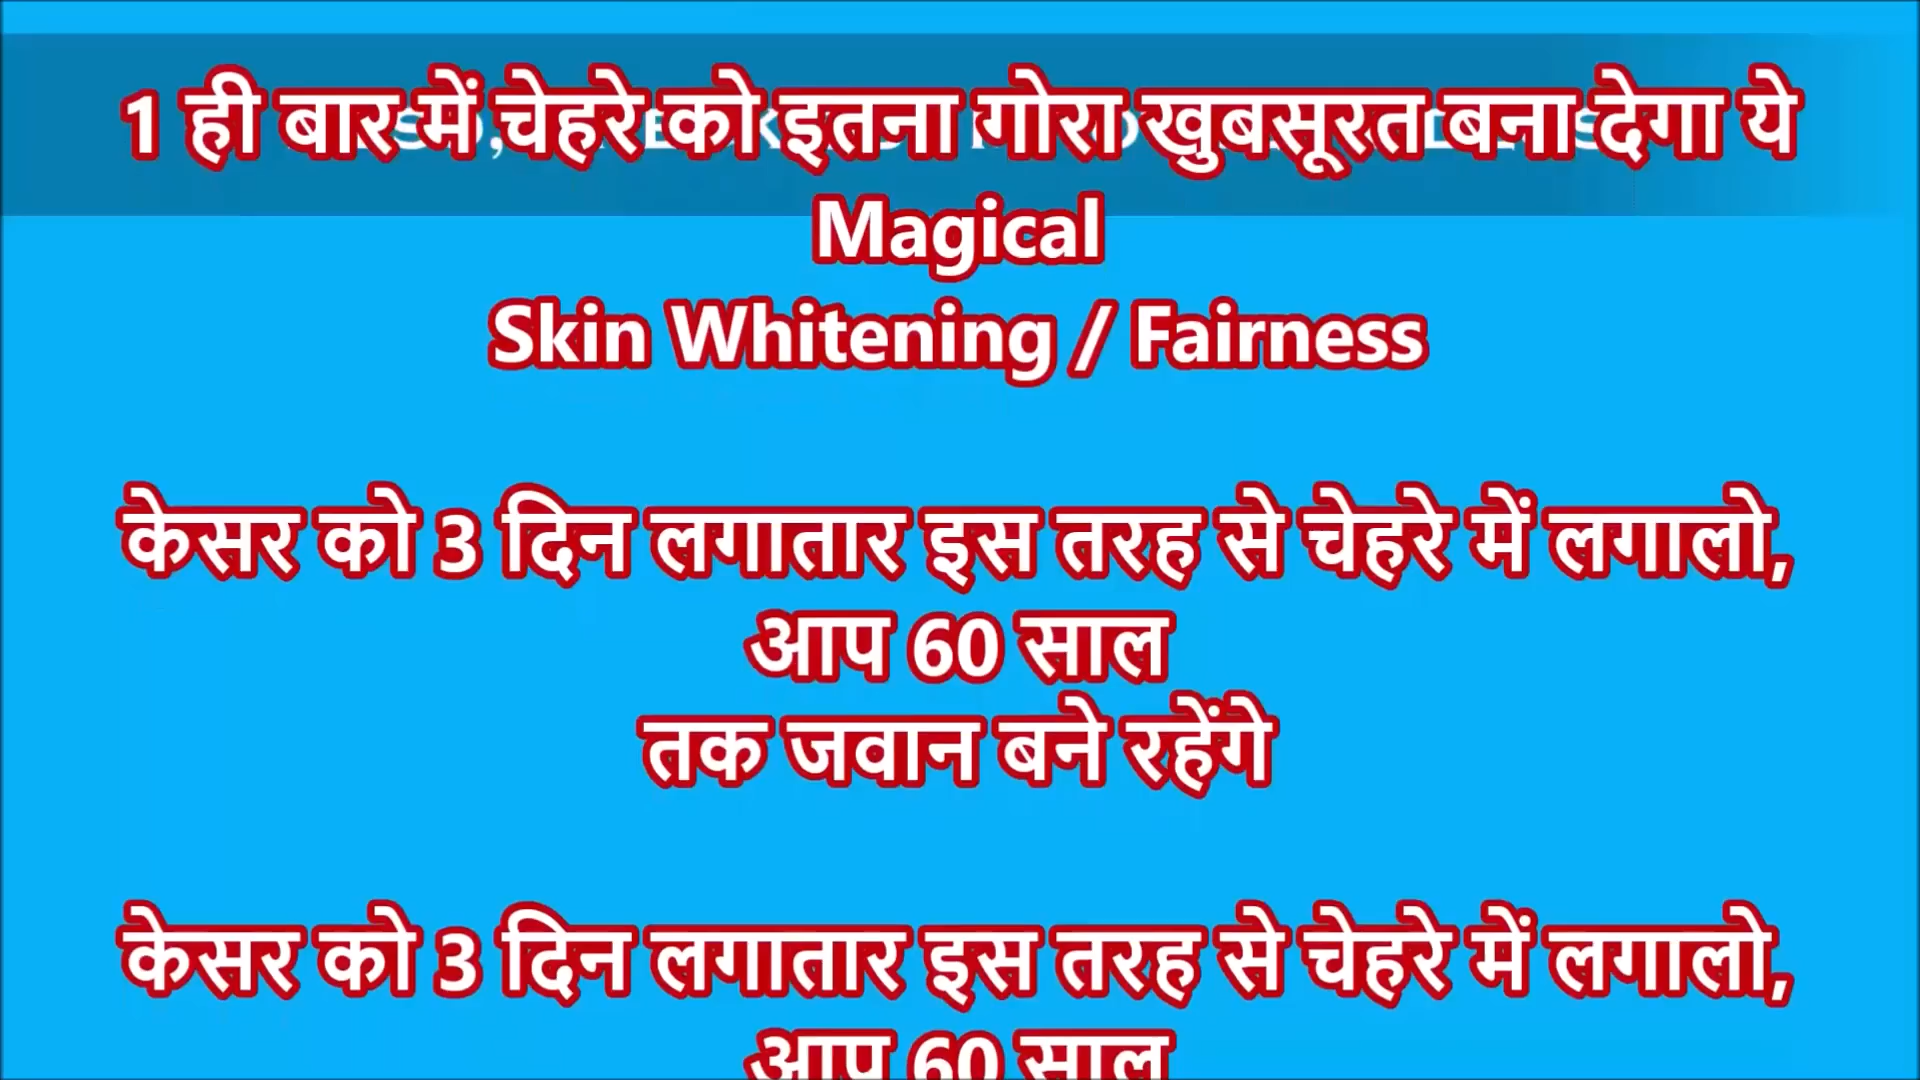 1 ही बार में चेहरे को इतना गोरा खुबसूरत बना देगा ये
Magical
Skin Whitening / Fairness
केसर को 3 दिन लगातार इस तरह से चेहरे में लगालो,
आप 60 साल
तक जवान बने रहेंगे
केसर को 3 दिन लगातार इस तरह से चेहरे में लगालो,
आप 60 साल